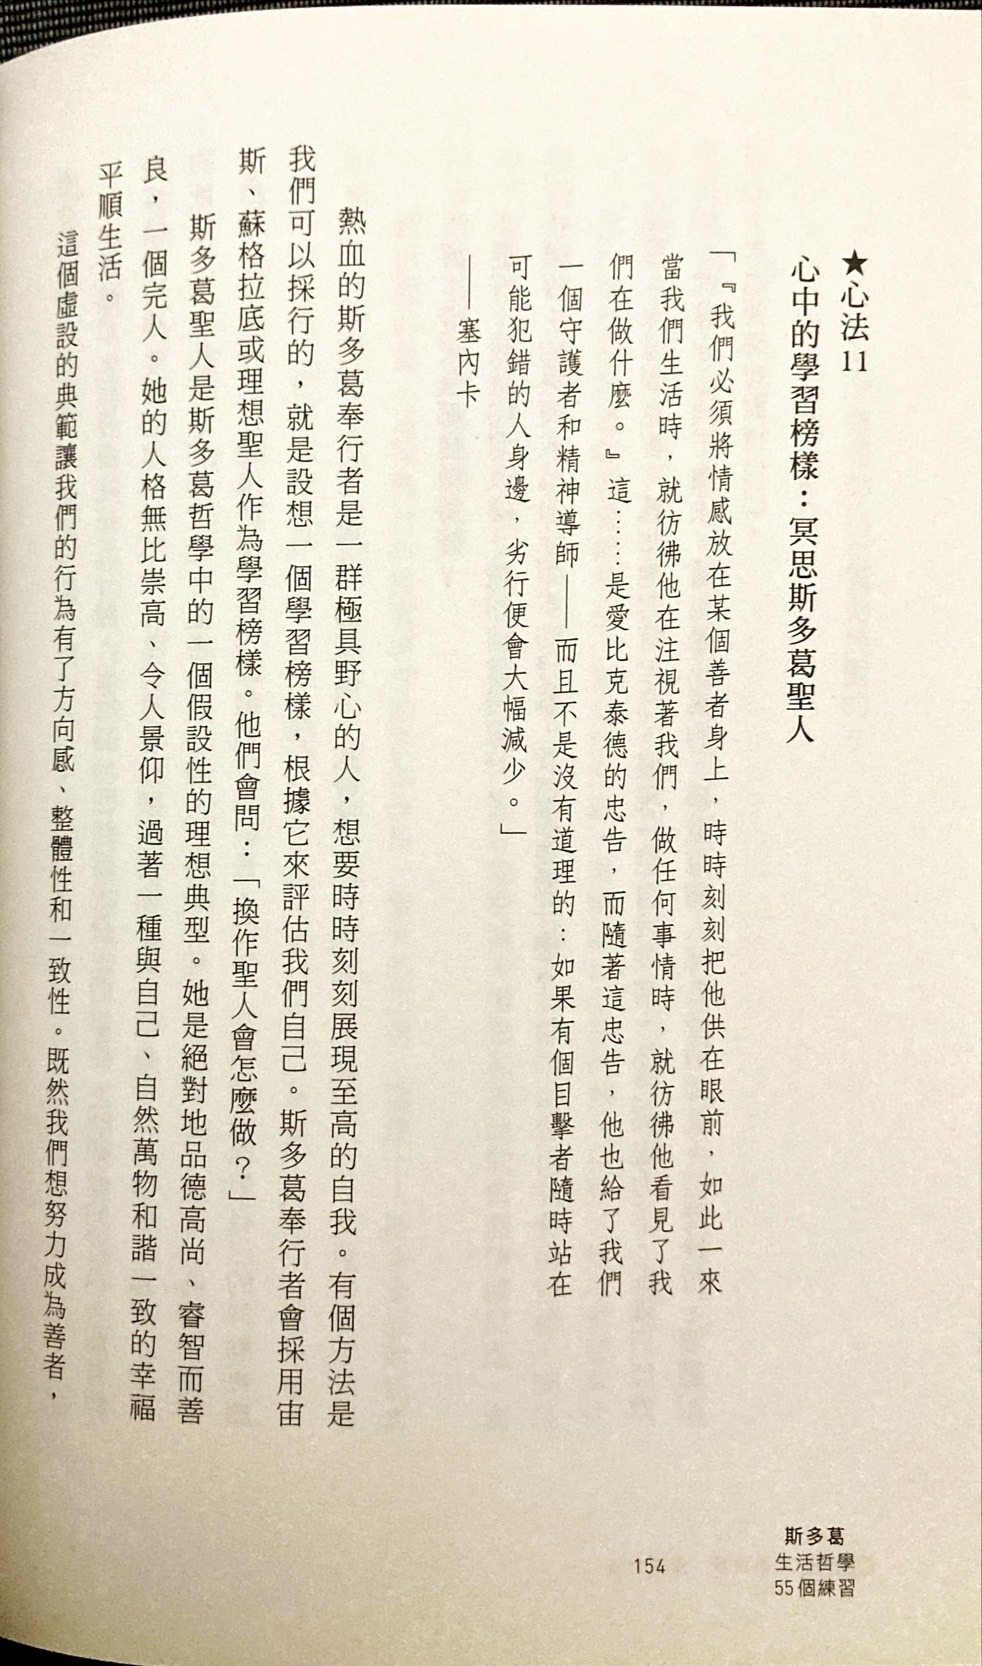 ★心法11
心中的學習榜樣：冥思斯多葛聖人
「『我們必須將情感放在某個善者身上，時時刻刻把他供在眼前，如此一來
當我們生活時，就彷彿他在注視著我們，做任何事情時，就彷彿他看見了我
們在做什麼。』這……是愛比克泰德的忠告，而隨著這忠告，他也給了我們
一個守護者和精神導師——而且不是沒有道理的：如果有個目擊者隨時站在
可能犯錯的人身邊，劣行便會大幅減少。」
——塞內卡
熱血的斯多葛奉行者是一群極具野心的人，想要時時刻刻展現至高的自我。有個方法是
我們可以採行的，就是設想一個學習榜樣，根據它來評估我們自己。斯多葛奉行者會採用宙
斯、蘇格拉底或理想聖人作為學習榜樣。他們會問：「換作聖人會怎麼做？」
斯多葛聖人是斯多葛哲學中的一個假設性的理想典型。她是絕對地品德高尚、睿智而善
良，一個完人。她的人格無比崇高、令人景仰，過著一種與自己、自然萬物和諧一致的幸福
平順生活。
這個虛設的典範讓我們的行為有了方向感、整體性和一致性。既然我們想努力成為善者，
斯多葛
生活哲學
55個練習
154